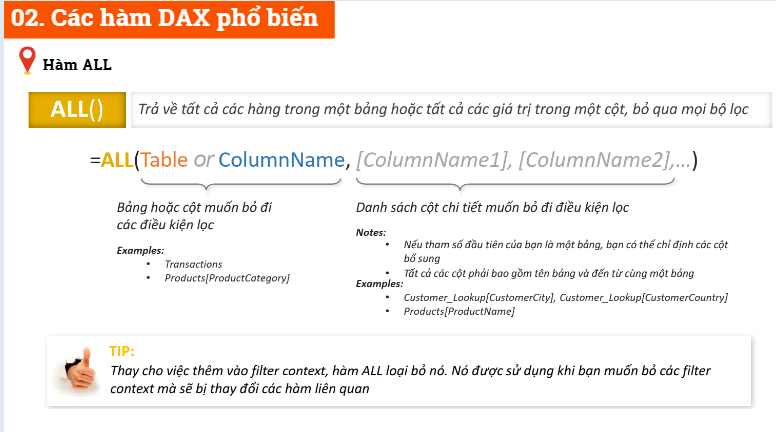 02. Các hàm DAX phổ biến
Hàm ALL
ALL()
Trả về tất cả các hàng trong một bảng hoặc tất cả các giá trị trong một cột, bỏ qua mọi bộ lọc
=ALL(Table or ColumnName, [ColumnName1], [ColumnName2],...)
Bảng hoặc cột muốn bỏ đi
các điều kiện lọc
Examples:
• Transactions
• Products[ProductCategory]
Danh sách cột chi tiết muốn bỏ đi điều kiện lọc
Notes:
• Nếu tham số đầu tiên của bạn là một bảng, bạn có thể chỉ định các cột
bổ sung
• Tất cả các cột phải bao gồm tên bảng và đến từ cùng một bảng
Examples:
• Customer_Lookup[CustomerCity], Customer_Lookup[CustomerCountry]
• Products[ProductName]
TIP:
Thay cho việc thêm vào filter context, hàm ALL loại bỏ nó. Nó được sử dụng khi bạn muốn bỏ các filter
context mà sẽ bị thay đổi các hàm liên quan